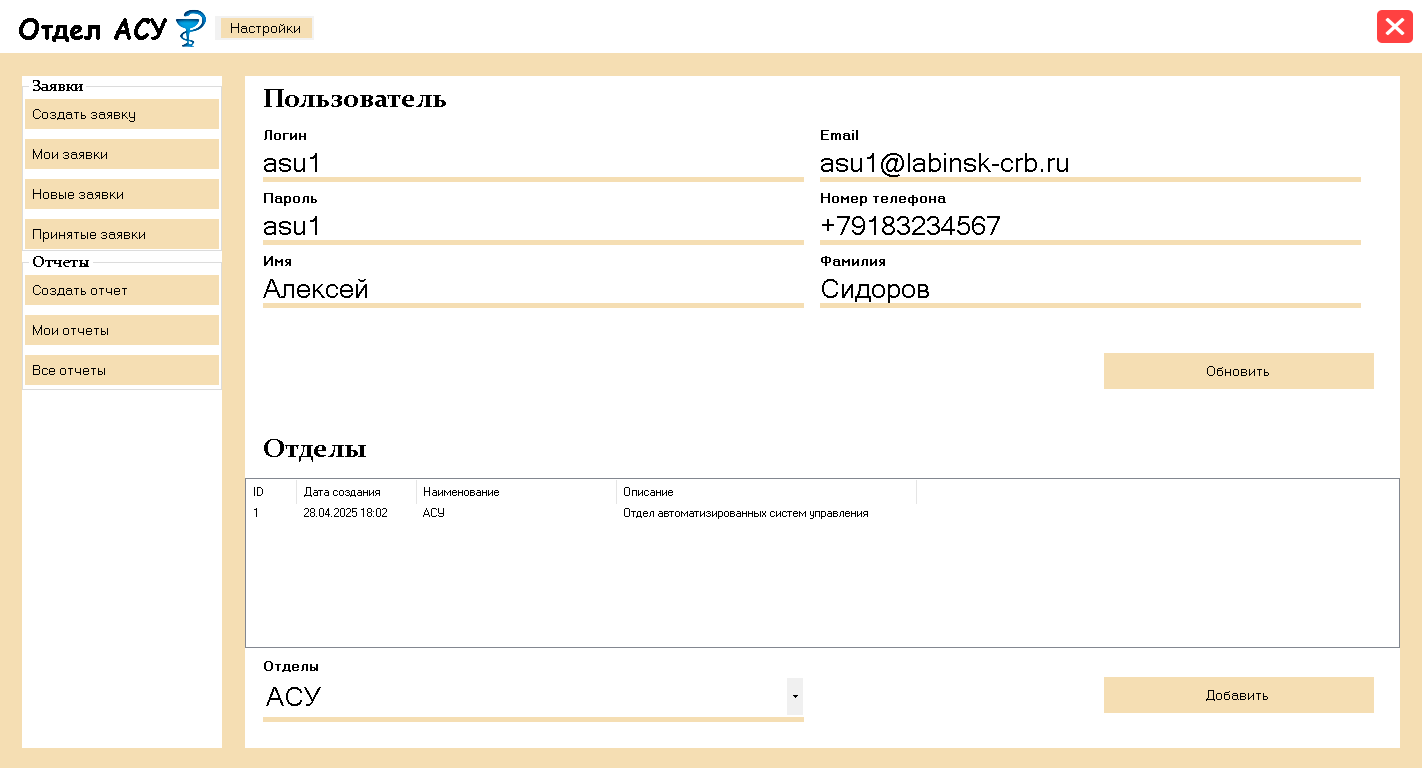 Отдел АСУ
Настройки
Заявки
Создать заявку
Мои заявки
Новые заявки
Принятые заявки
Отчеты
Создать отчет
Мои отчеты
Все отчеты
Пользователь
Логин Email
asu1 asu1@labinsk-crb.ru
Пароль Номер телефона
asu1 +79183234567
Имя Фамилия
Алексей Сидоров
Обновить
Отделы
ID Дата создания Наименование Описание
1 28.04.2025 18:02 АСУ Отдел автоматизированных систем управления
Отделы
АСУ
Добавить